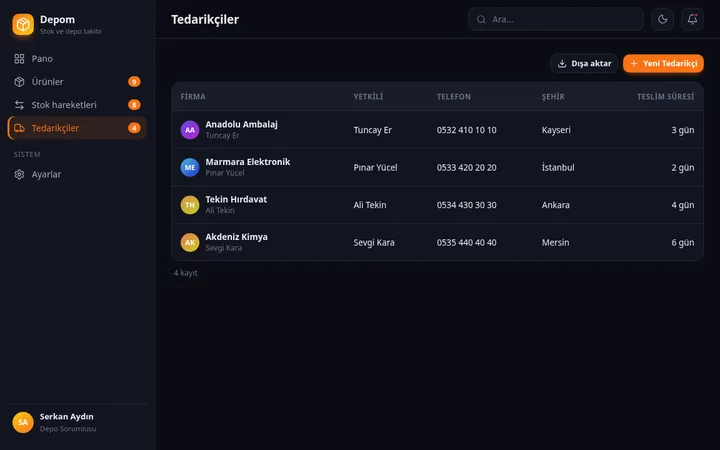 Depom
Stok ve depo takibi
Pano
Ürünler 9
Stok hareketleri 8
Tedarikçiler 4
SİSTEM
Ayarlar
SA
Serkan Aydın
Depo Sorumlusu
Tedarikçiler
Ara...
Dışa aktar
+ Yeni Tedarikçi
FİRMA YETKİLİ TELEFON ŞEHİR TESLİM SÜRESİ
AA Anadolu Ambalaj Tuncay Er 0532 410 10 10 Kayseri 3 gün
Tuncay Er
ME Marmara Elektronik Pınar Yücel 0533 420 20 20 İstanbul 2 gün
Pınar Yücel
TH Tekin Hırdavat Ali Tekin 0534 430 30 30 Ankara 4 gün
Ali Tekin
AK Akdeniz Kimya Sevgi Kara 0535 440 40 40 Mersin 6 gün
Sevgi Kara
4 kayıt